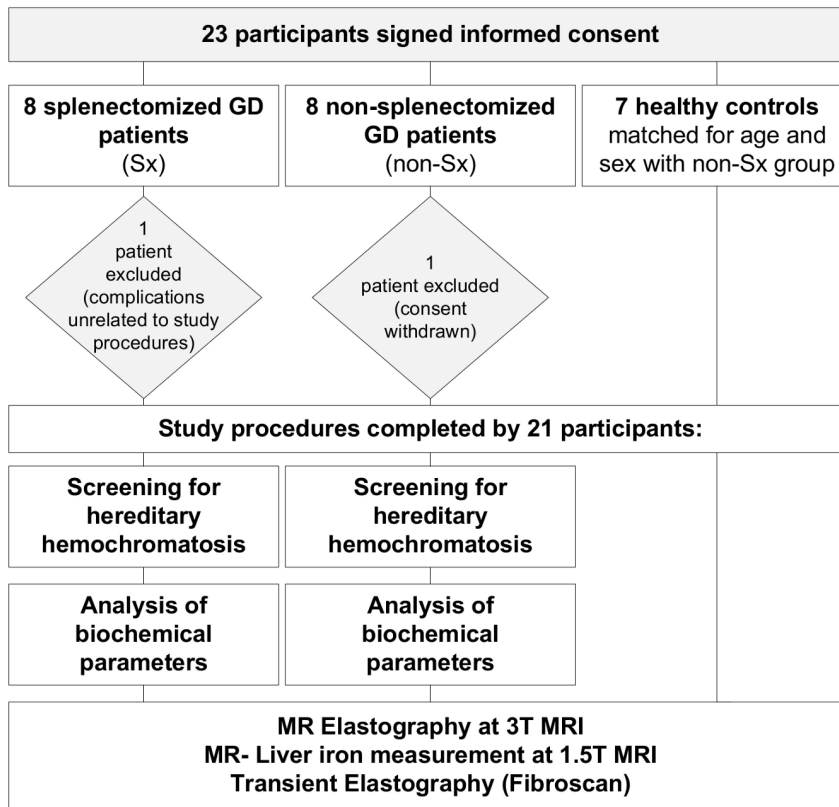 23 participants signed informed consent
8 splenectomized GD
patients
(Sx)
8 non-splenectomized
GD patients
(non-Sx)
7 healthy controls
matched for age and
sex with non-Sx group
1
patient
excluded
(complications
unrelated to study
procedures)
1
patient excluded
(consent
withdrawn)
Study procedures completed by 21 participants:
Screening for
hereditary
hemochromatosis
Screening for
hereditary
hemochromatosis
Analysis of
biochemical
parameters
Analysis of
biochemical
parameters
MR Elastography at 3T MRI
MR- Liver iron measurement at 1.5T MRI
Transient Elastography (Fibroscan)